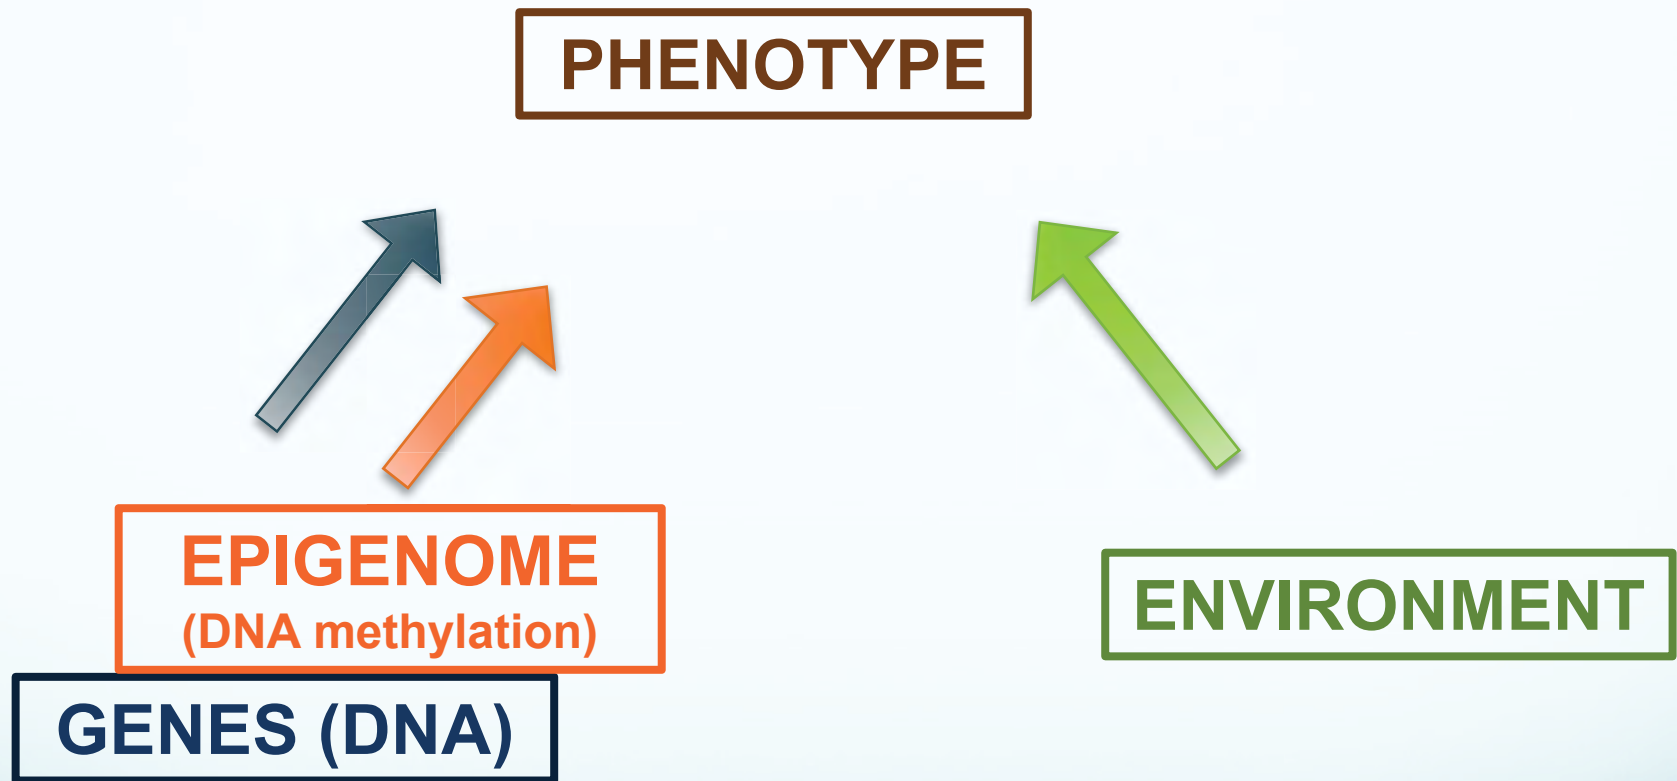 PHENOTYPE
EPIGENOME
(DNA methylation)
ENVIRONMENT
GENES (DNA)